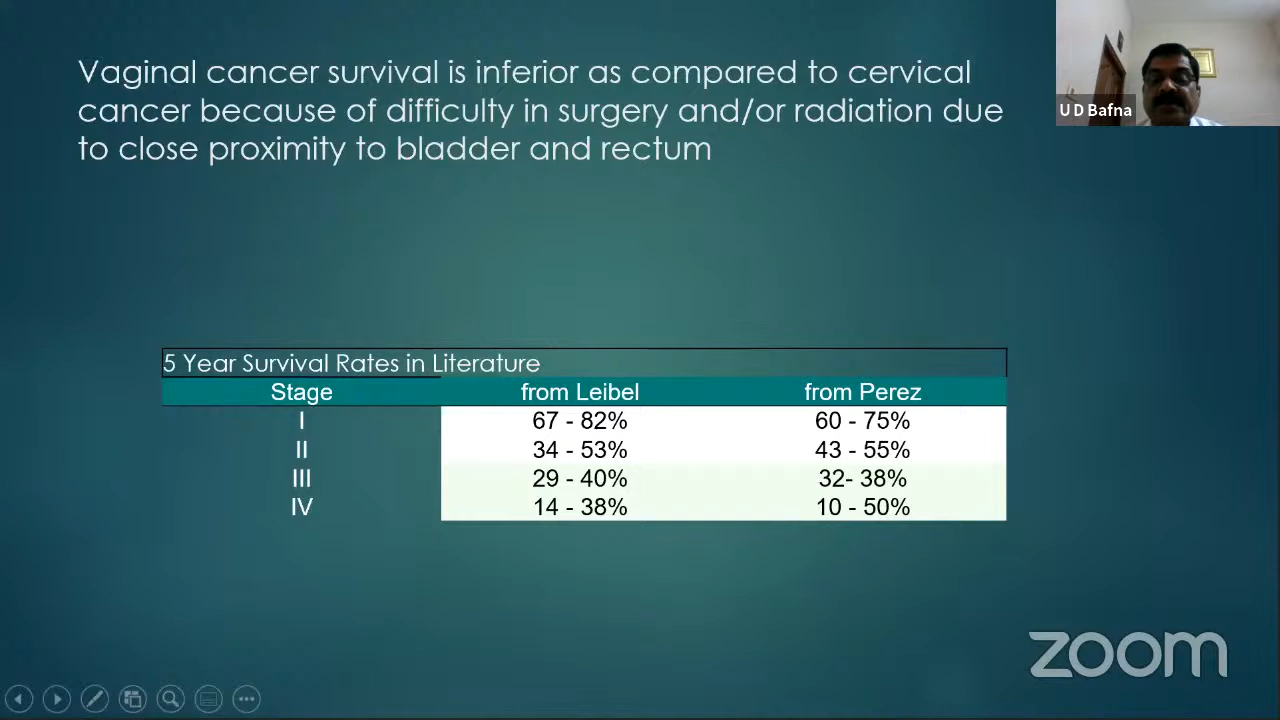 Vaginal cancer survival is inferior as compared to cervical
cancer because of difficulty in surgery and/or radiation due
to close proximity to bladder and rectum
U D Bafna
5 Year Survival Rates in Literature
Stage from Leibel from Perez
I 67 - 82% 60 - 75%
II 34 - 53% 43 - 55%
III 29 - 40% 32- 38%
IV 14 - 38% 10 - 50%
zoom